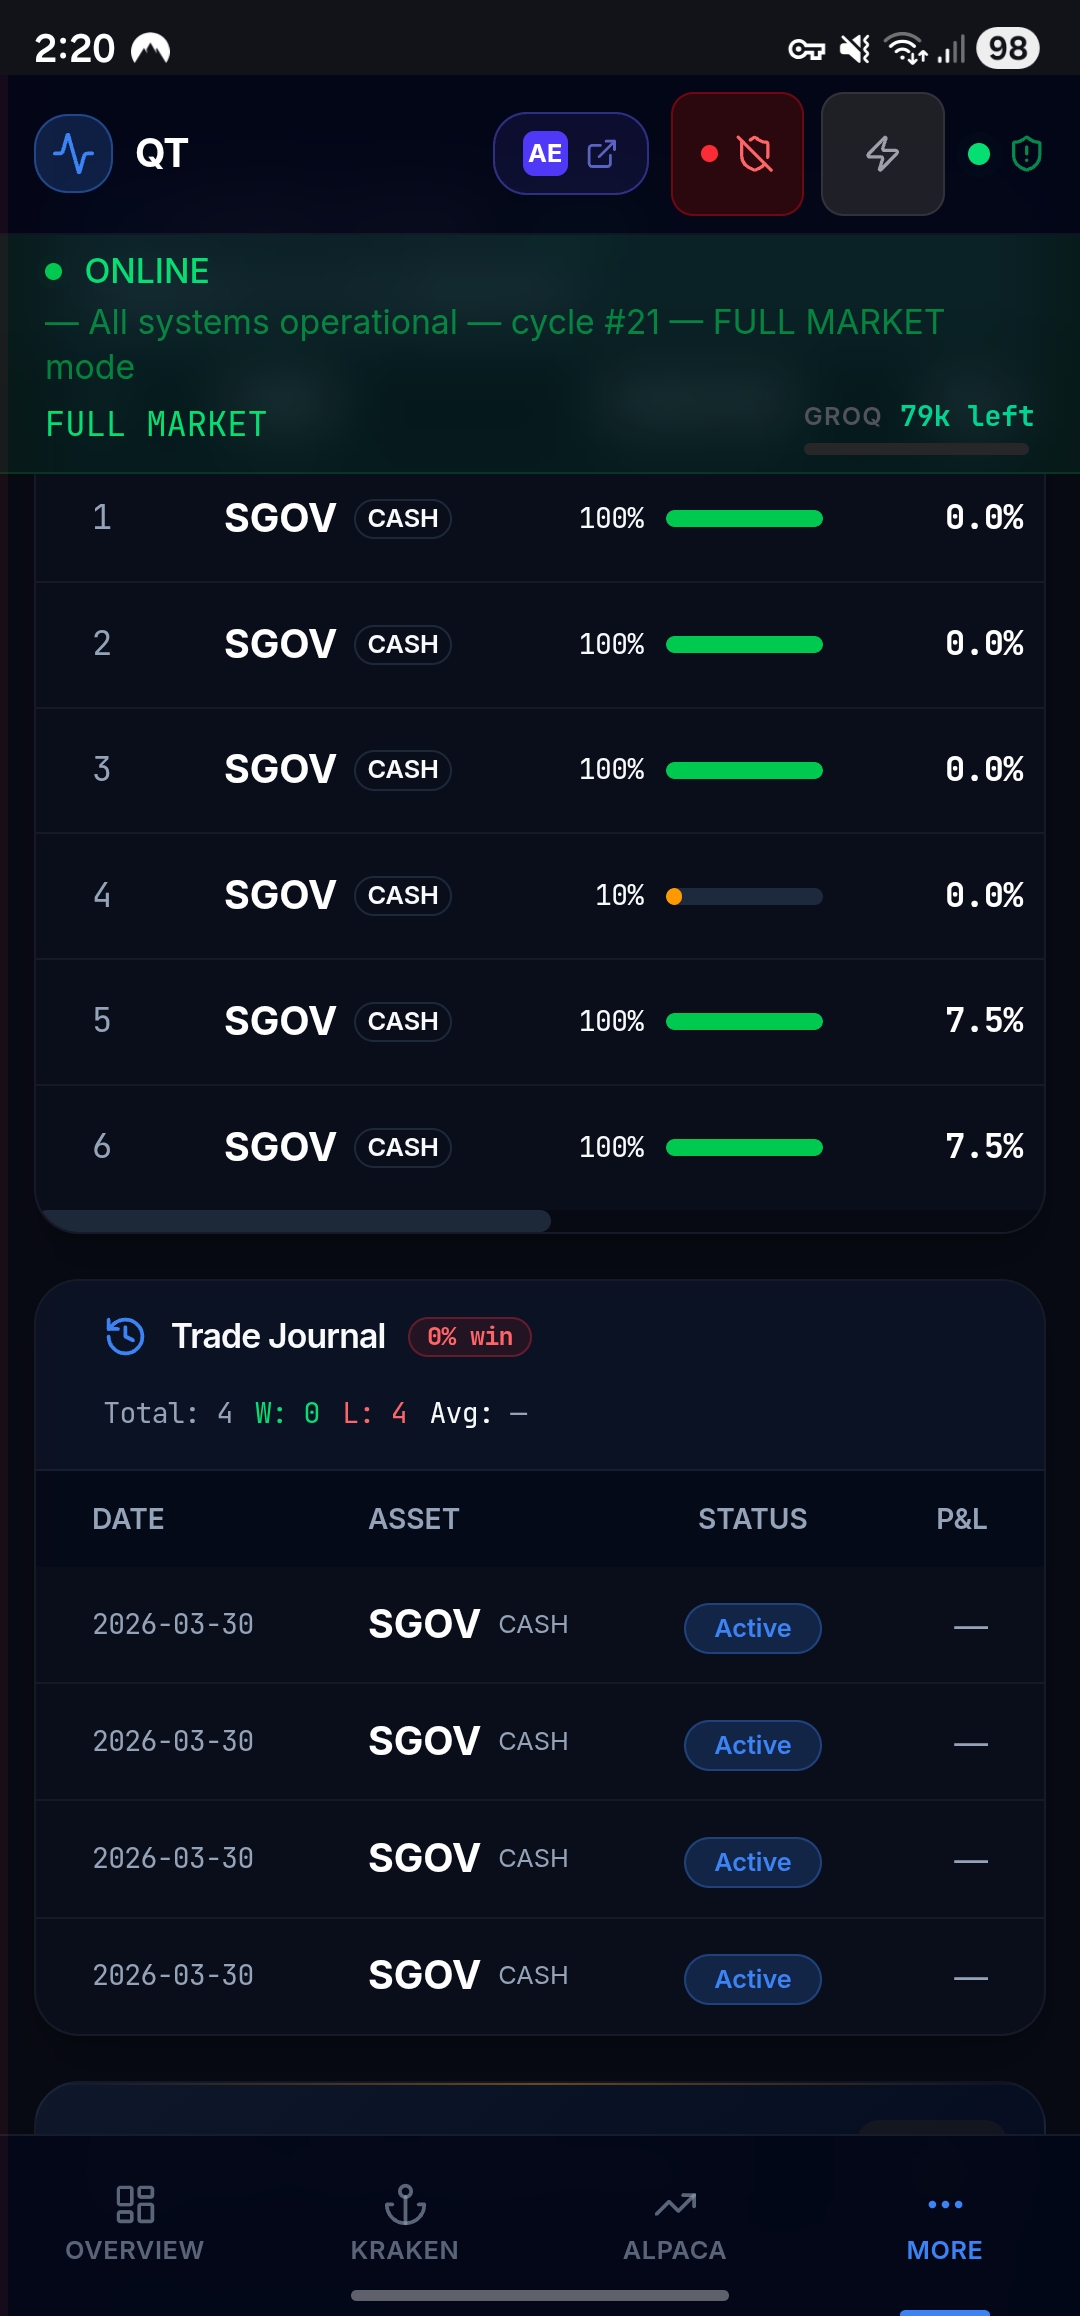 2:20 98
QT AE
ONLINE
— All systems operational — cycle #21 — FULL MARKET
mode
FULL MARKET GROQ 79k left
1 SGOV CASH 100% 0.0%
2 SGOV CASH 100% 0.0%
3 SGOV CASH 100% 0.0%
4 SGOV CASH 10% 0.0%
5 SGOV CASH 100% 7.5%
6 SGOV CASH 100% 7.5%
Trade Journal 0% win
Total: 4 W: 0 L: 4 Avg: —
DATE ASSET STATUS P&L
2026-03-30 SGOV CASH Active —
2026-03-30 SGOV CASH Active —
2026-03-30 SGOV CASH Active —
2026-03-30 SGOV CASH Active —
OVERVIEW KRAKEN ALPACA MORE